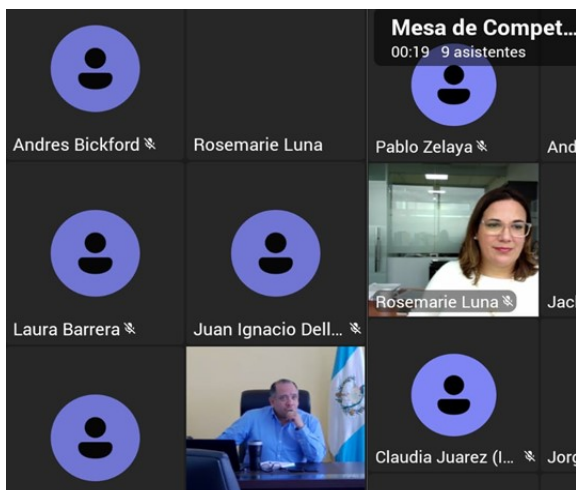 Mesa de Compet...
00:19 9 asistentes
Andres Bickford
Rosemarie Luna
Pablo Zelaya
And
Laura Barrera
Juan Ignacio Dell...
Rosemarie Luna
Jac
Claudia Juarez (I...
Jorg